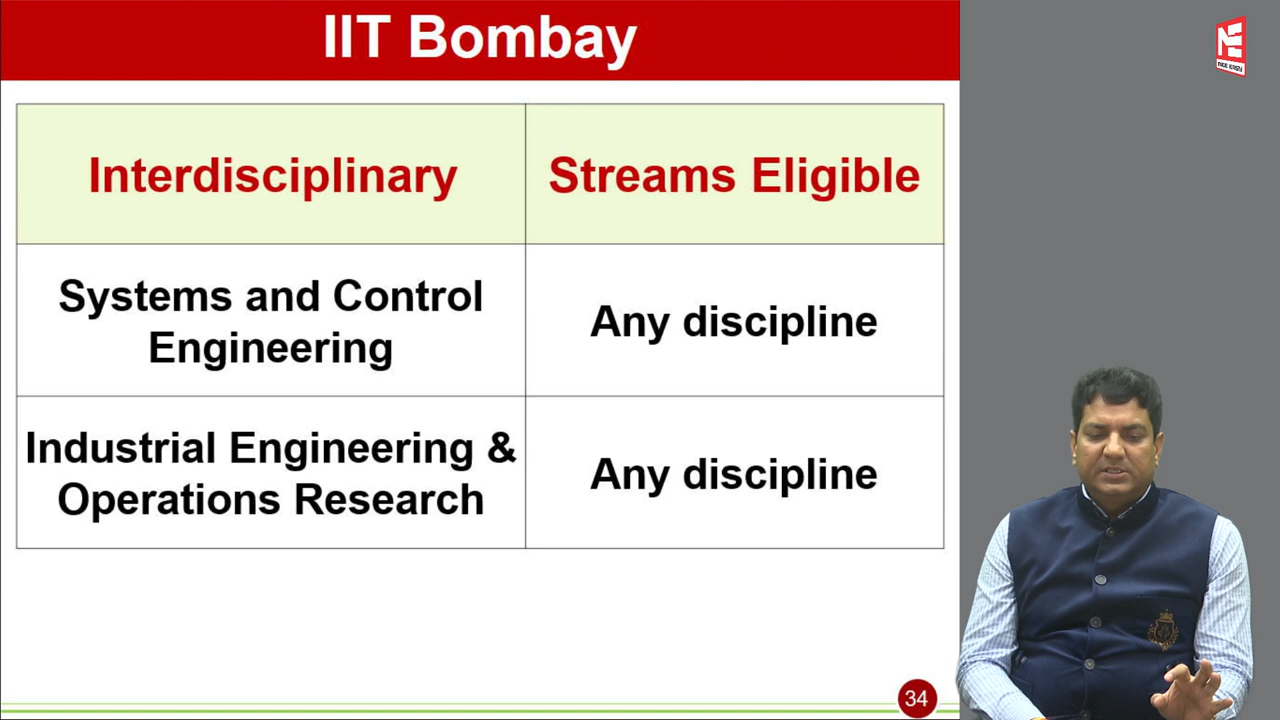 IIT Bombay
Interdisciplinary
Streams Eligible
Systems and Control
Engineering
Any discipline
Industrial Engineering &
Operations Research
Any discipline
34